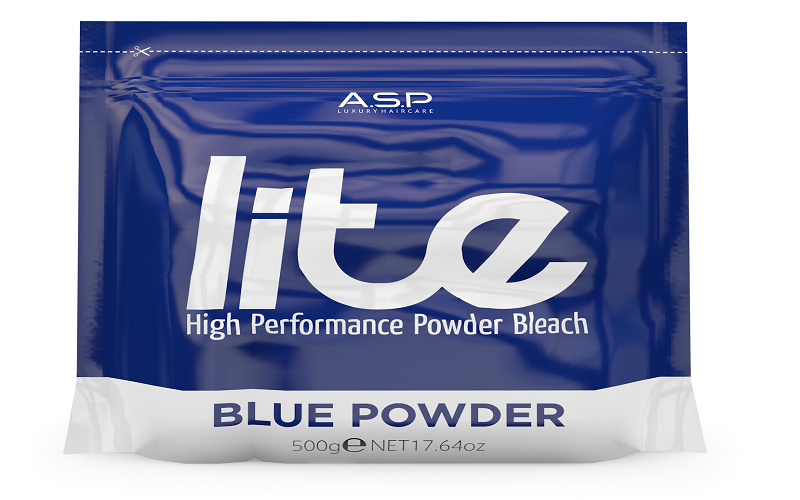 A.S.P
LUXURY HAIRCARE
lite
High Performance Powder Bleach
BLUE POWDER
500g ℮ NET17.64oz